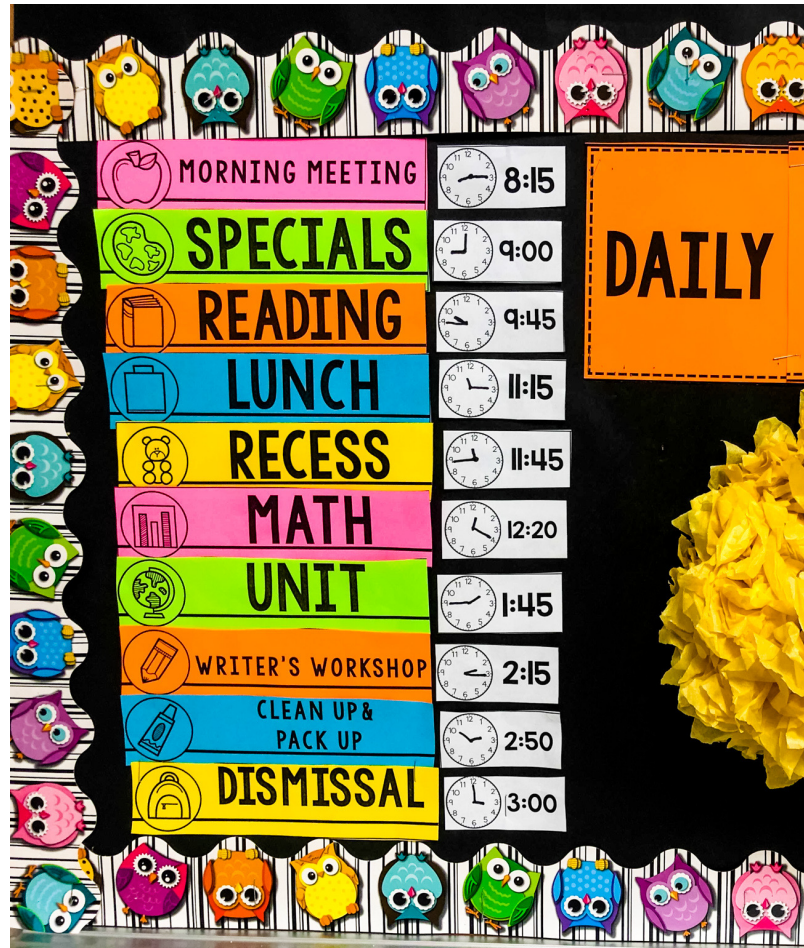 MORNING MEETING 8:15
SPECIALS 9:00
READING 9:45
LUNCH 11:15
RECESS 11:45
MATH 12:20
UNIT 1:45
WRITER'S WORKSHOP 2:15
CLEAN UP &
PACK UP 2:50
DISMISSAL 3:00
DAILY